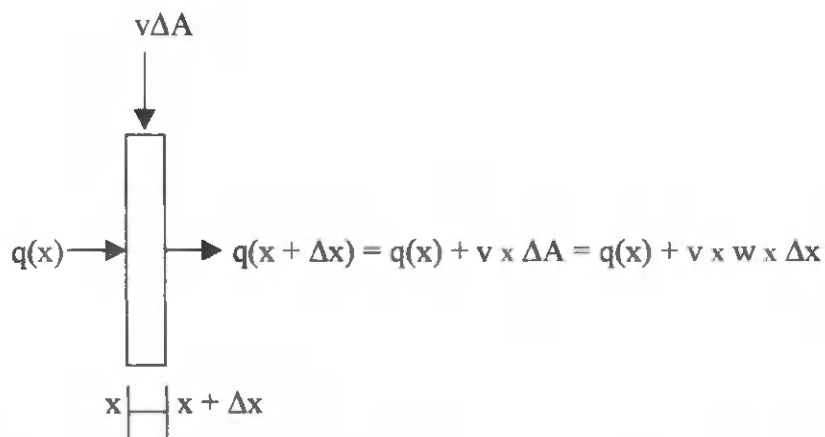 vΔA
q(x) q(x + Δx) = q(x) + v x ΔA = q(x) + v x w x Δx
x x + Δx